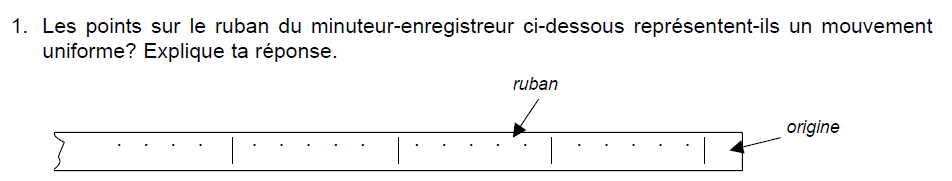 1. Les points sur le ruban du minuteur-enregistreur ci-dessous représentent-ils un mouvement
uniforme? Explique ta réponse.
ruban
origine